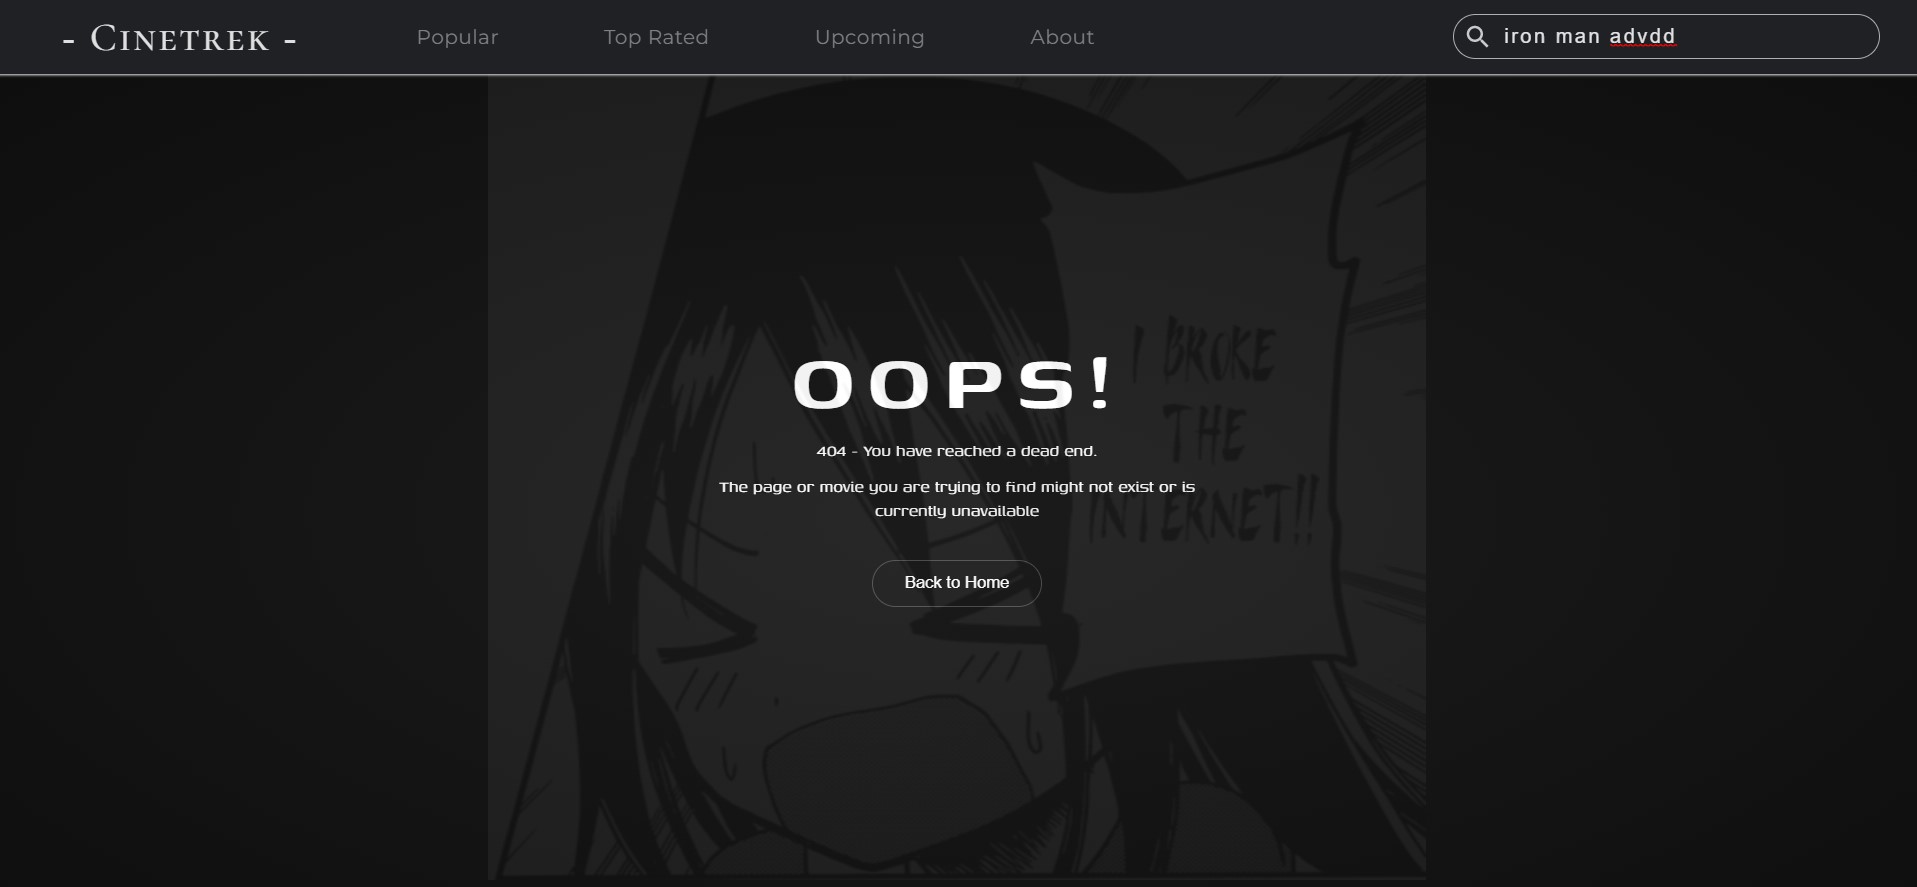 - Cinetrek -
Popular
Top Rated
Upcoming
About
iron man advdd
I BROKE
THE
INTERNET!!
OOPS!
404 - You have reached a dead end.
The page or movie you are trying to find might not exist or is
currently unavailable
Back to Home